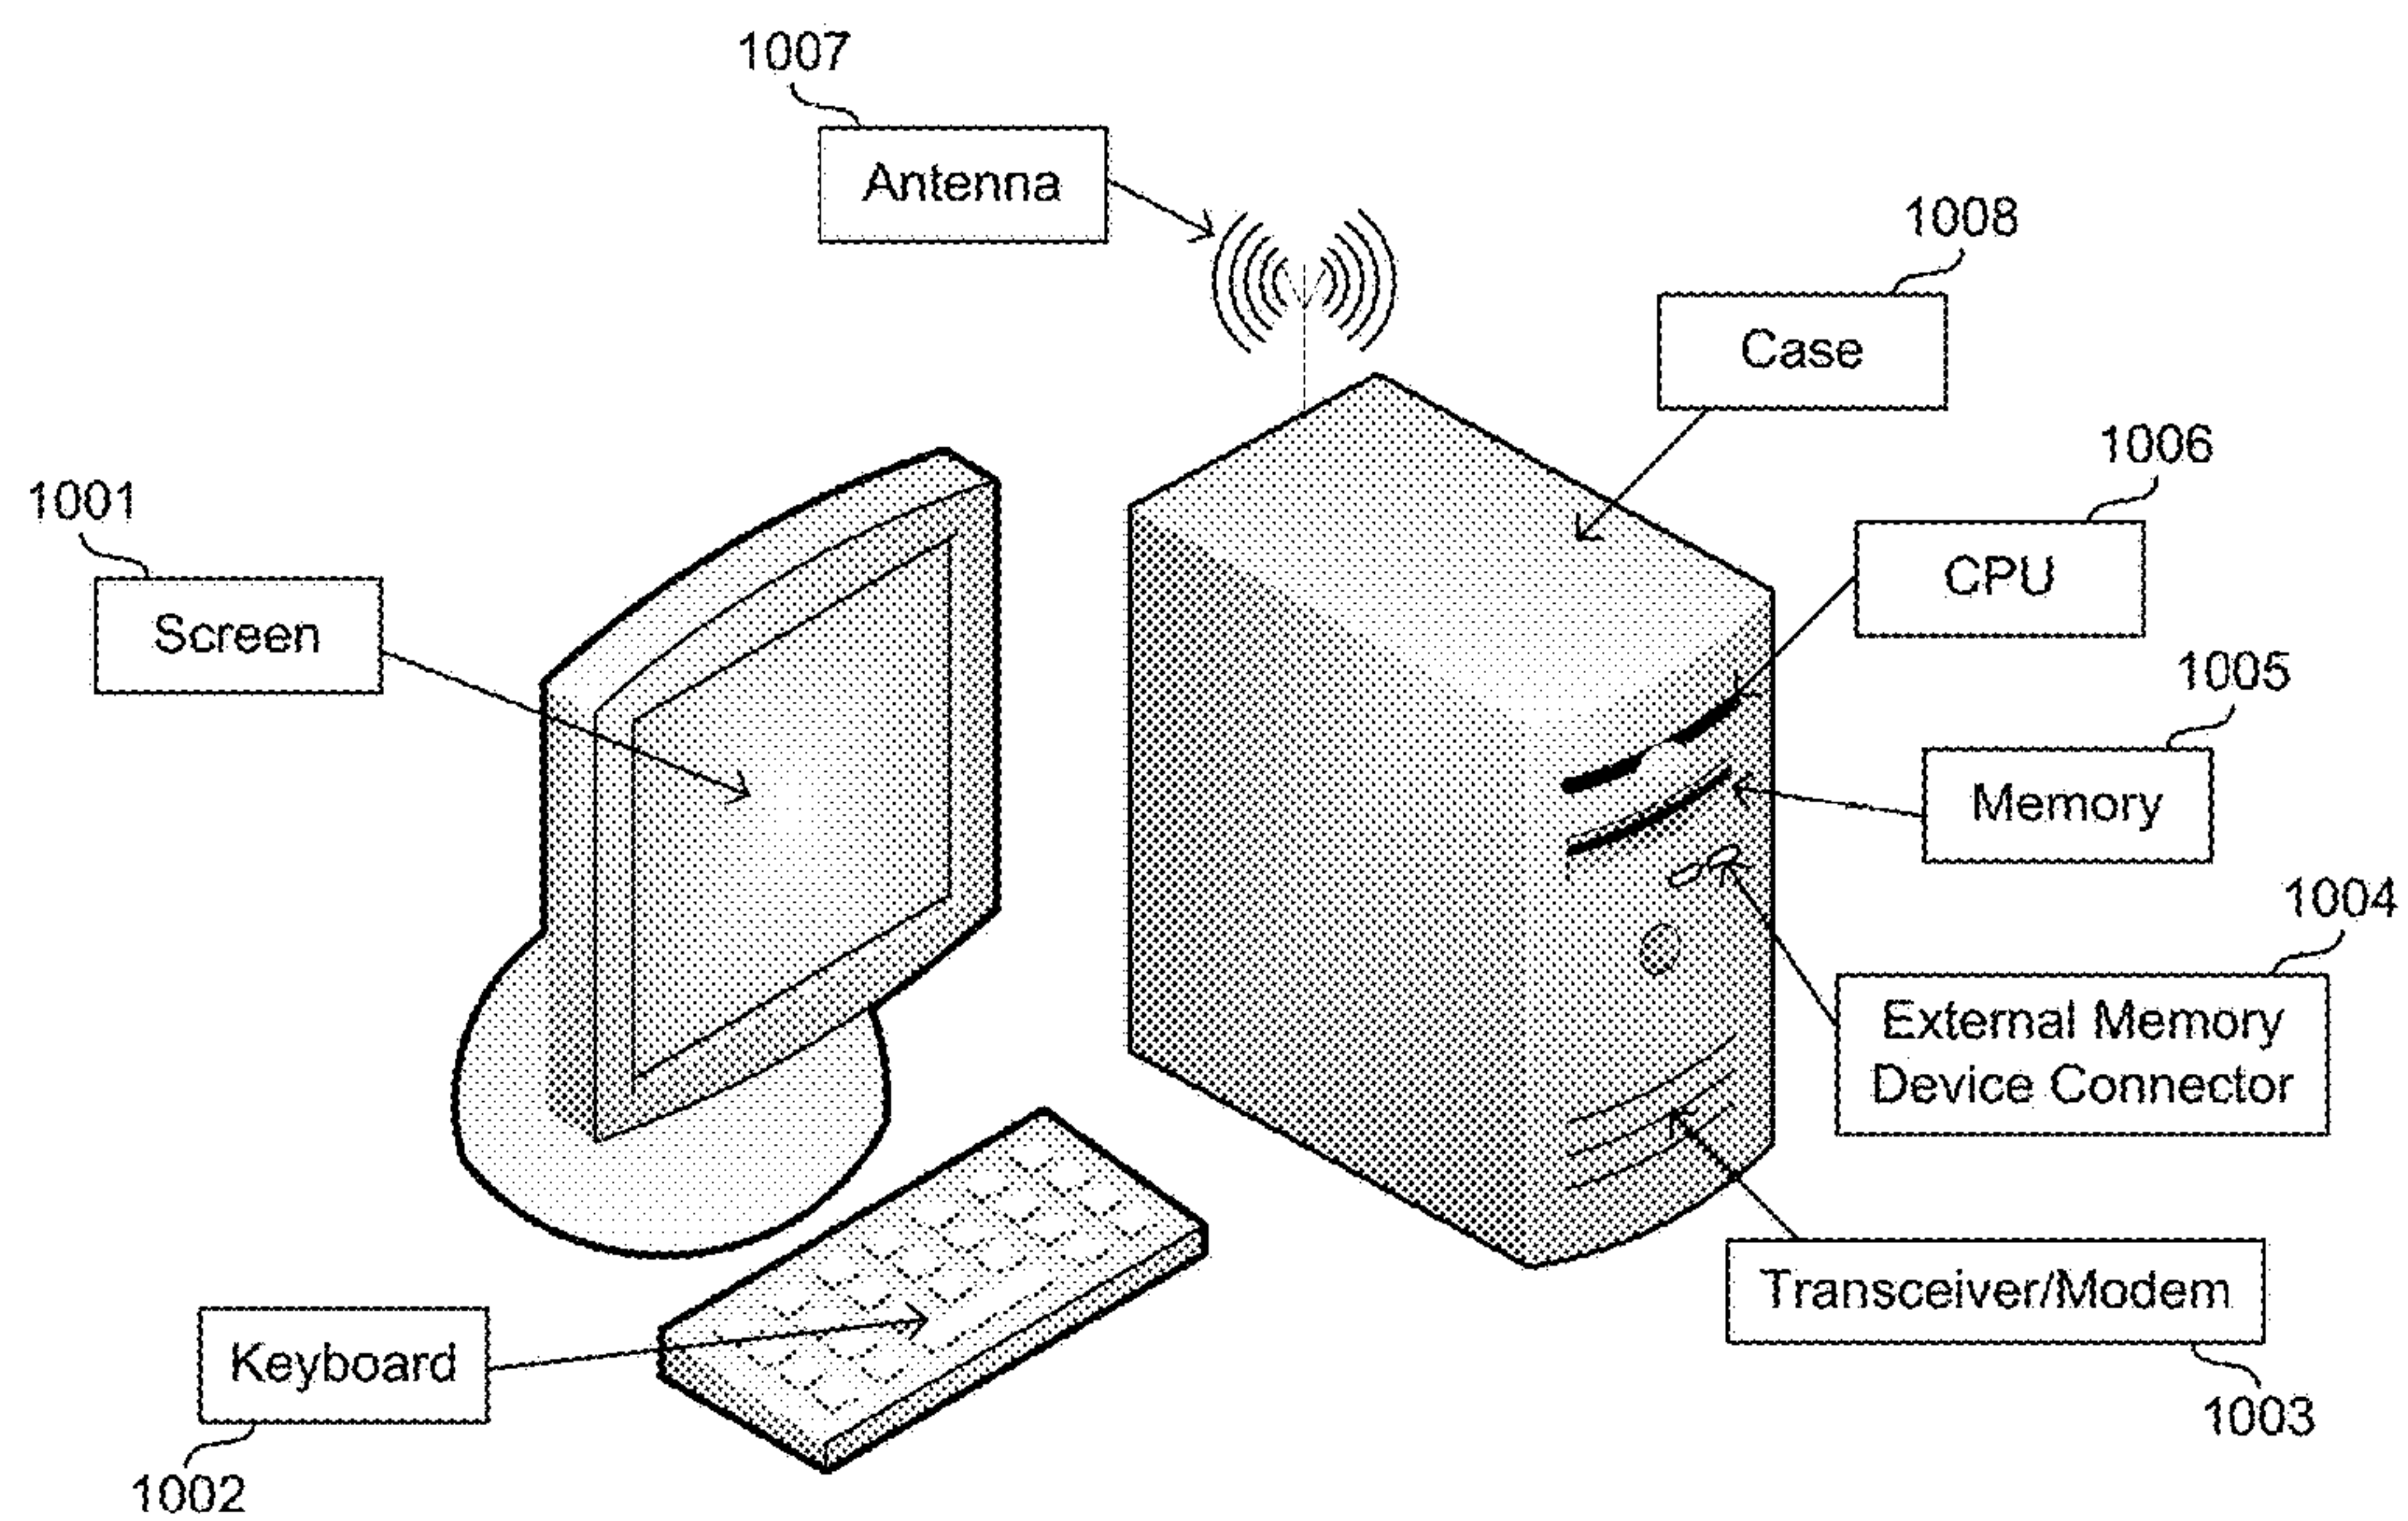 1007
Antenna
1008
Case
1006
CPU
1001
Screen
1005
Memory
1004
External Memory
Device Connector
Transceiver/Modem
1003
Keyboard
1002